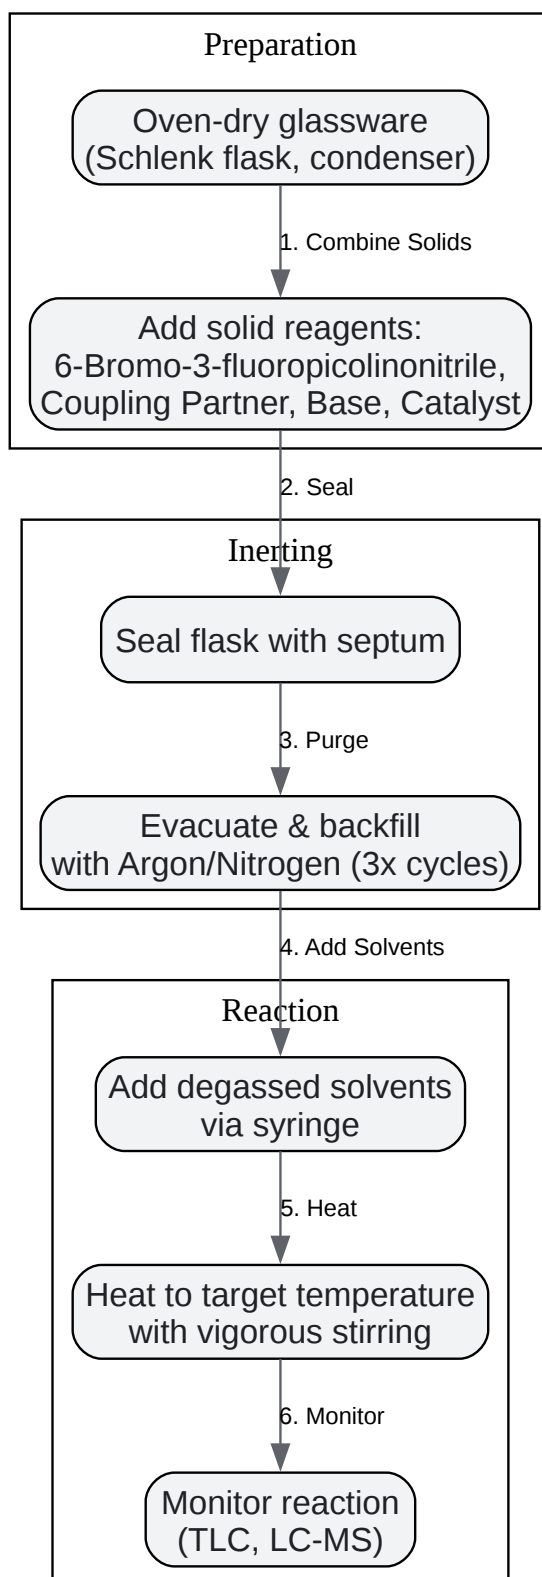 Preparation
Oven-dry glassware
(Schlenk flask, condenser)
1. Combine Solids
Add solid reagents:
6-Bromo-3-fluoropicolinonitrile,
Coupling Partner, Base, Catalyst
2. Seal
Inerting
Seal flask with septum
3. Purge
Evacuate & backfill
with Argon/Nitrogen (3x cycles)
4. Add Solvents
Reaction
Add degassed solvents
via syringe
5. Heat
Heat to target temperature
with vigorous stirring
6. Monitor
Monitor reaction
(TLC, LC-MS)